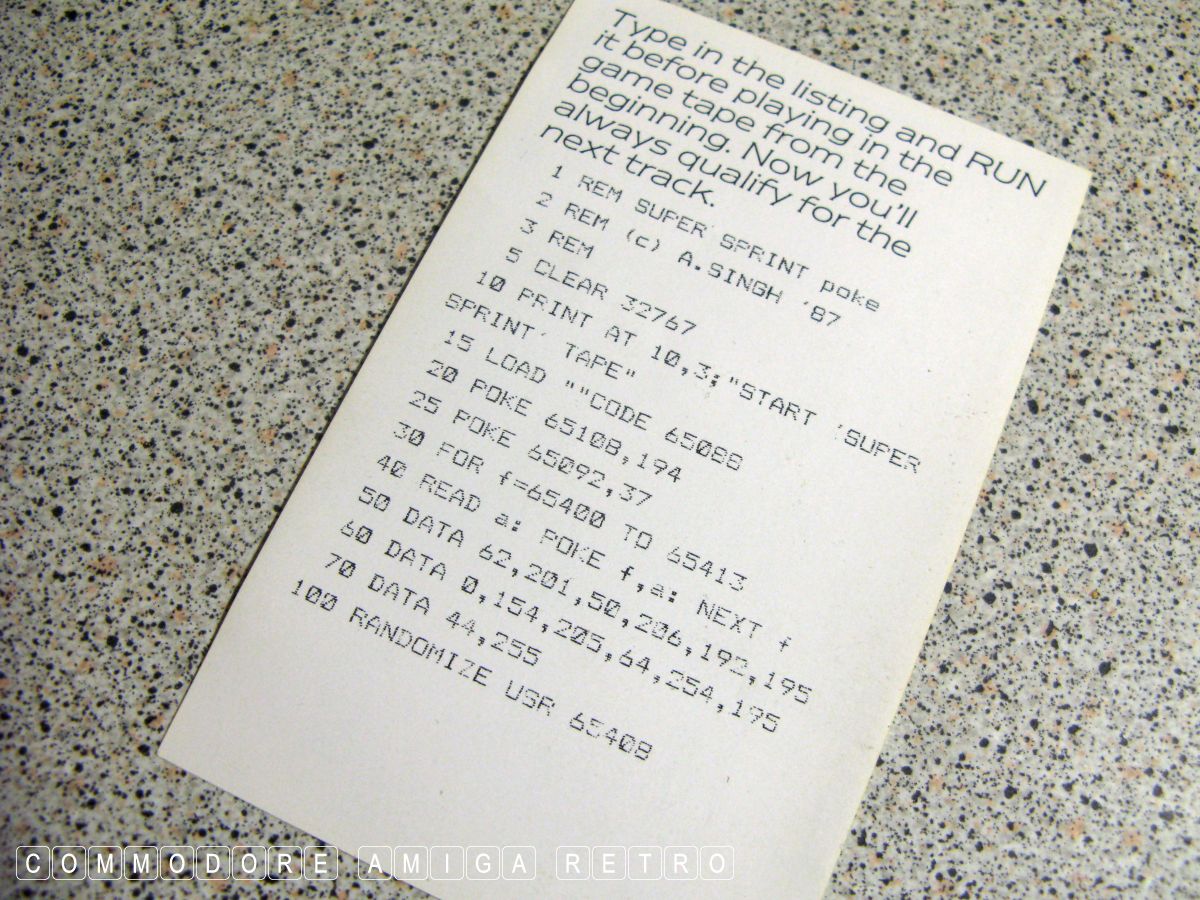 Type in the listing and RUN
it before playing in the
game tape from the
beginning. Now you'll
always qualify for the
next track.
1 REM SUPER SPRINT poke
2 REM (c) A.SINGH '87
3 REM
5 CLEAR 32767
10 PRINT AT 10,3;"START 'SUPER
SPRINT' TAPE"
15 LOAD ""CODE 65088
20 POKE 65108,194
25 POKE 65092,37
30 FOR f=65400 TO 65413
40 READ a: POKE f,a: NEXT f
50 DATA 62,201,50,206,192,195
60 DATA 0,154,205,64,254,195
70 DATA 44,255
100 RANDOMIZE USR 65408
COMMODORE AMIGA RETRO